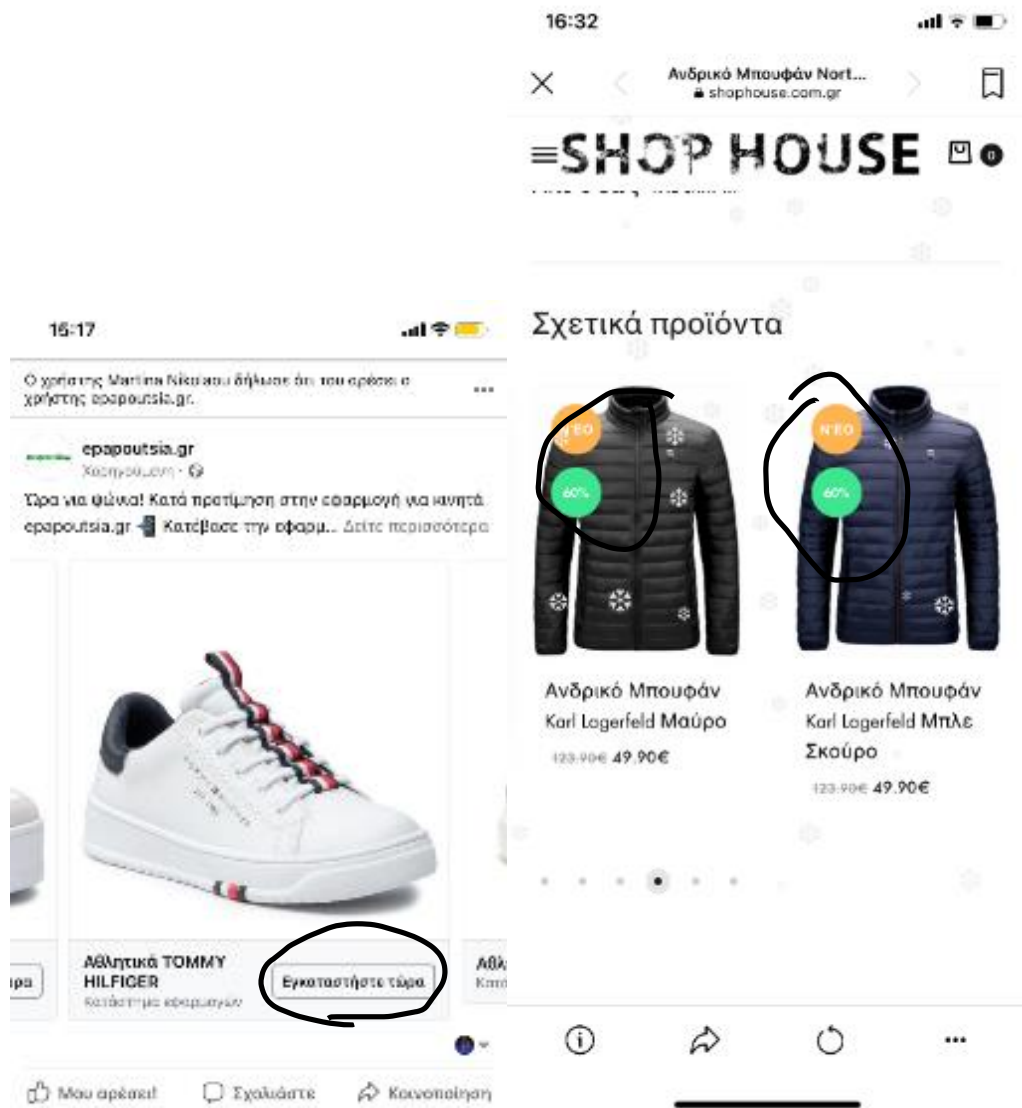 15:17
Ο χρήστης Martina Nikolaou δήλωσε ότι του αρέσει ο
χρήστης epapoutsia.gr.
epapoutsia.gr
Χορηγούμενη
Ώρα για ψώνια! Κατά προτίμηση στην εφαρμογή για κινητά
epapoutsia.gr Κατέβασε την εφαρμ... Δείτε περισσότερα
Αθλητικά TOMMY
HILFIGER
Κατάστημα εφαρμογών
Εγκαταστήστε τώρα
Μου αρέσει!
Σχολιάστε
Κοινοποίηση
16:32
Ανδρικό Μπουφάν Nort...
shophouse.com.gr
SHOP HOUSE
0
Σχετικά προϊόντα
60%
Ν'ΕΟ
60%
Ανδρικό Μπουφάν
Karl Lagerfeld Μαύρο
123.90€ 49.90€
Ανδρικό Μπουφάν
Karl Lagerfeld Μπλε
Σκούρο
123.90€ 49.90€